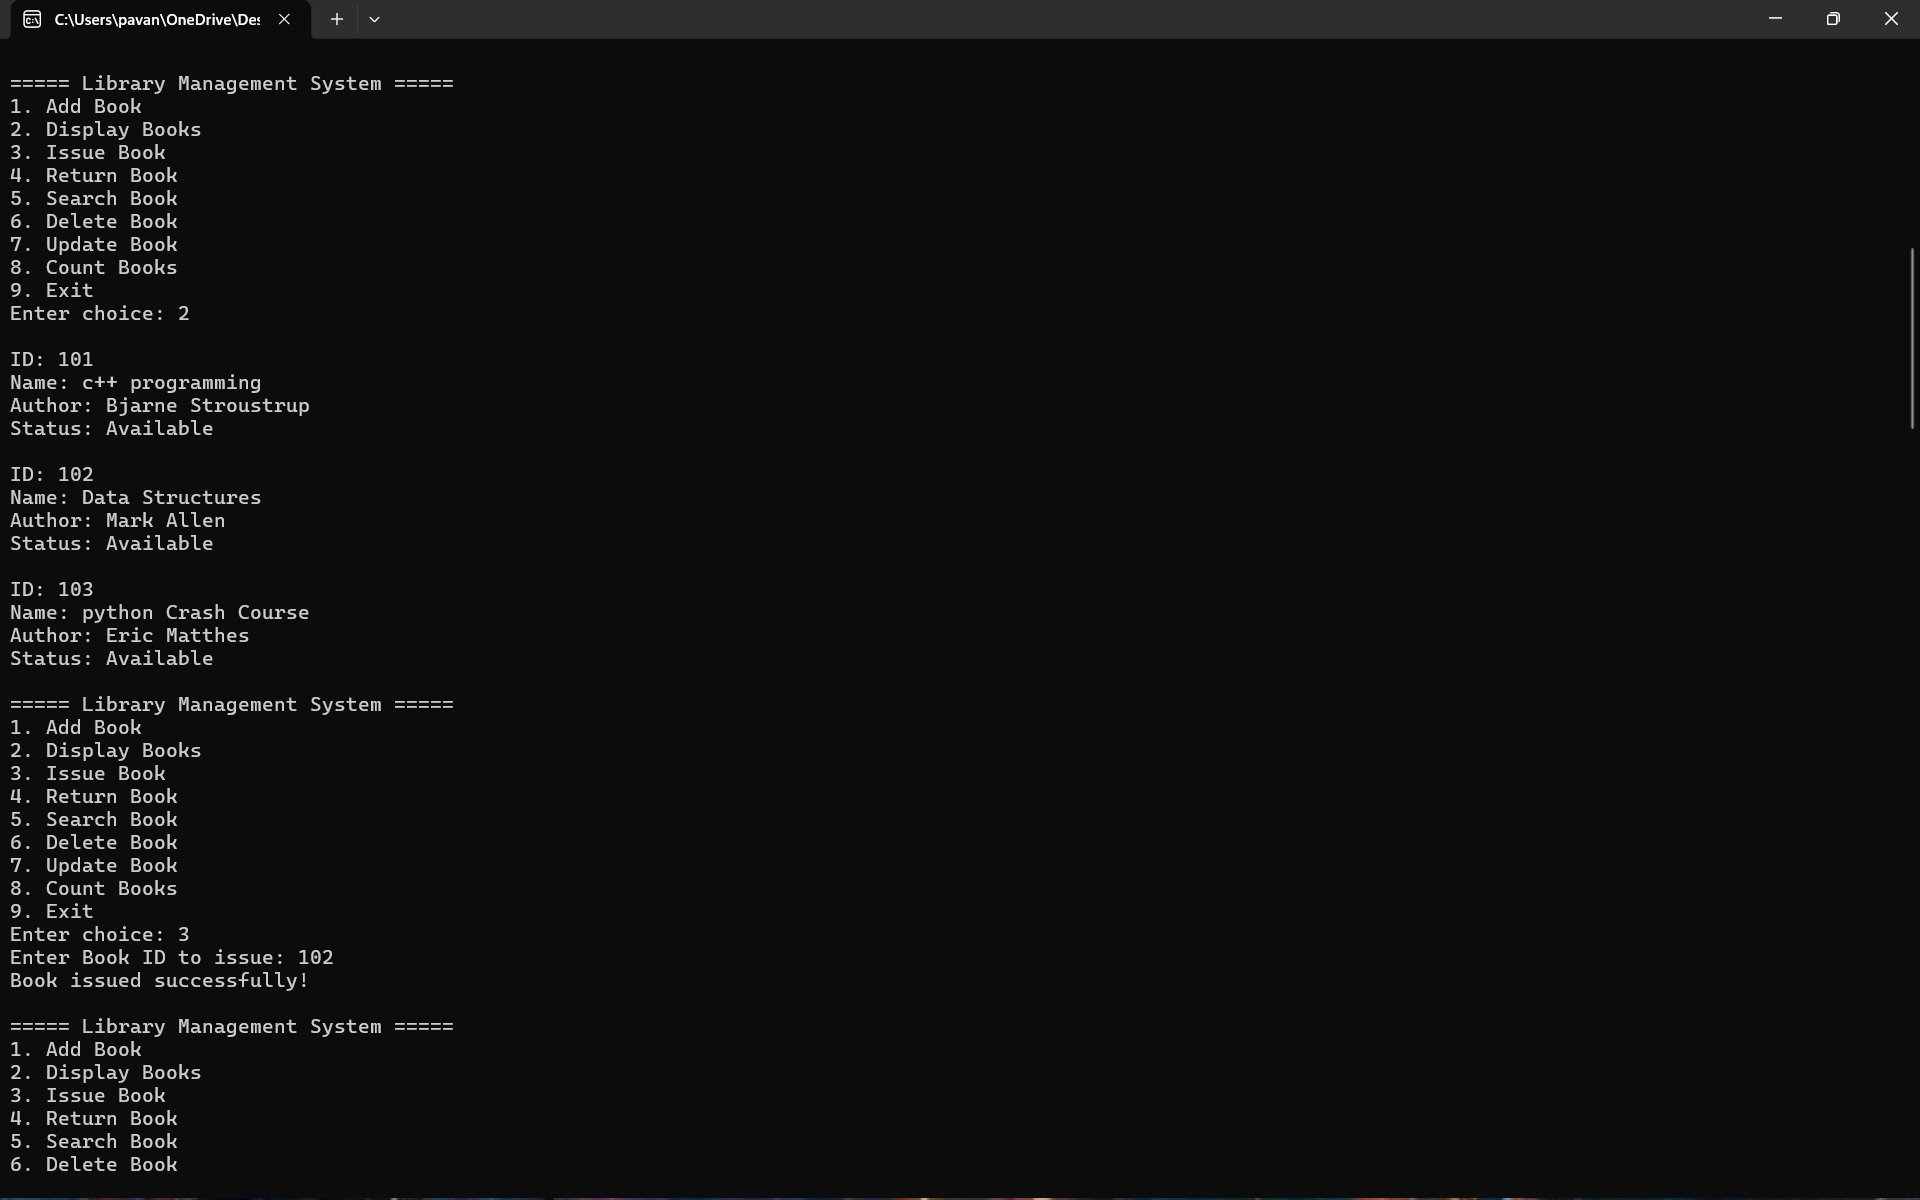 C:\Users\pavan\OneDrive\Des
===== Library Management System =====
1. Add Book
2. Display Books
3. Issue Book
4. Return Book
5. Search Book
6. Delete Book
7. Update Book
8. Count Books
9. Exit
Enter choice: 2
ID: 101
Name: c++ programming
Author: Bjarne Stroustrup
Status: Available
ID: 102
Name: Data Structures
Author: Mark Allen
Status: Available
ID: 103
Name: python Crash Course
Author: Eric Matthes
Status: Available
===== Library Management System =====
1. Add Book
2. Display Books
3. Issue Book
4. Return Book
5. Search Book
6. Delete Book
7. Update Book
8. Count Books
9. Exit
Enter choice: 3
Enter Book ID to issue: 102
Book issued successfully!
===== Library Management System =====
1. Add Book
2. Display Books
3. Issue Book
4. Return Book
5. Search Book
6. Delete Book